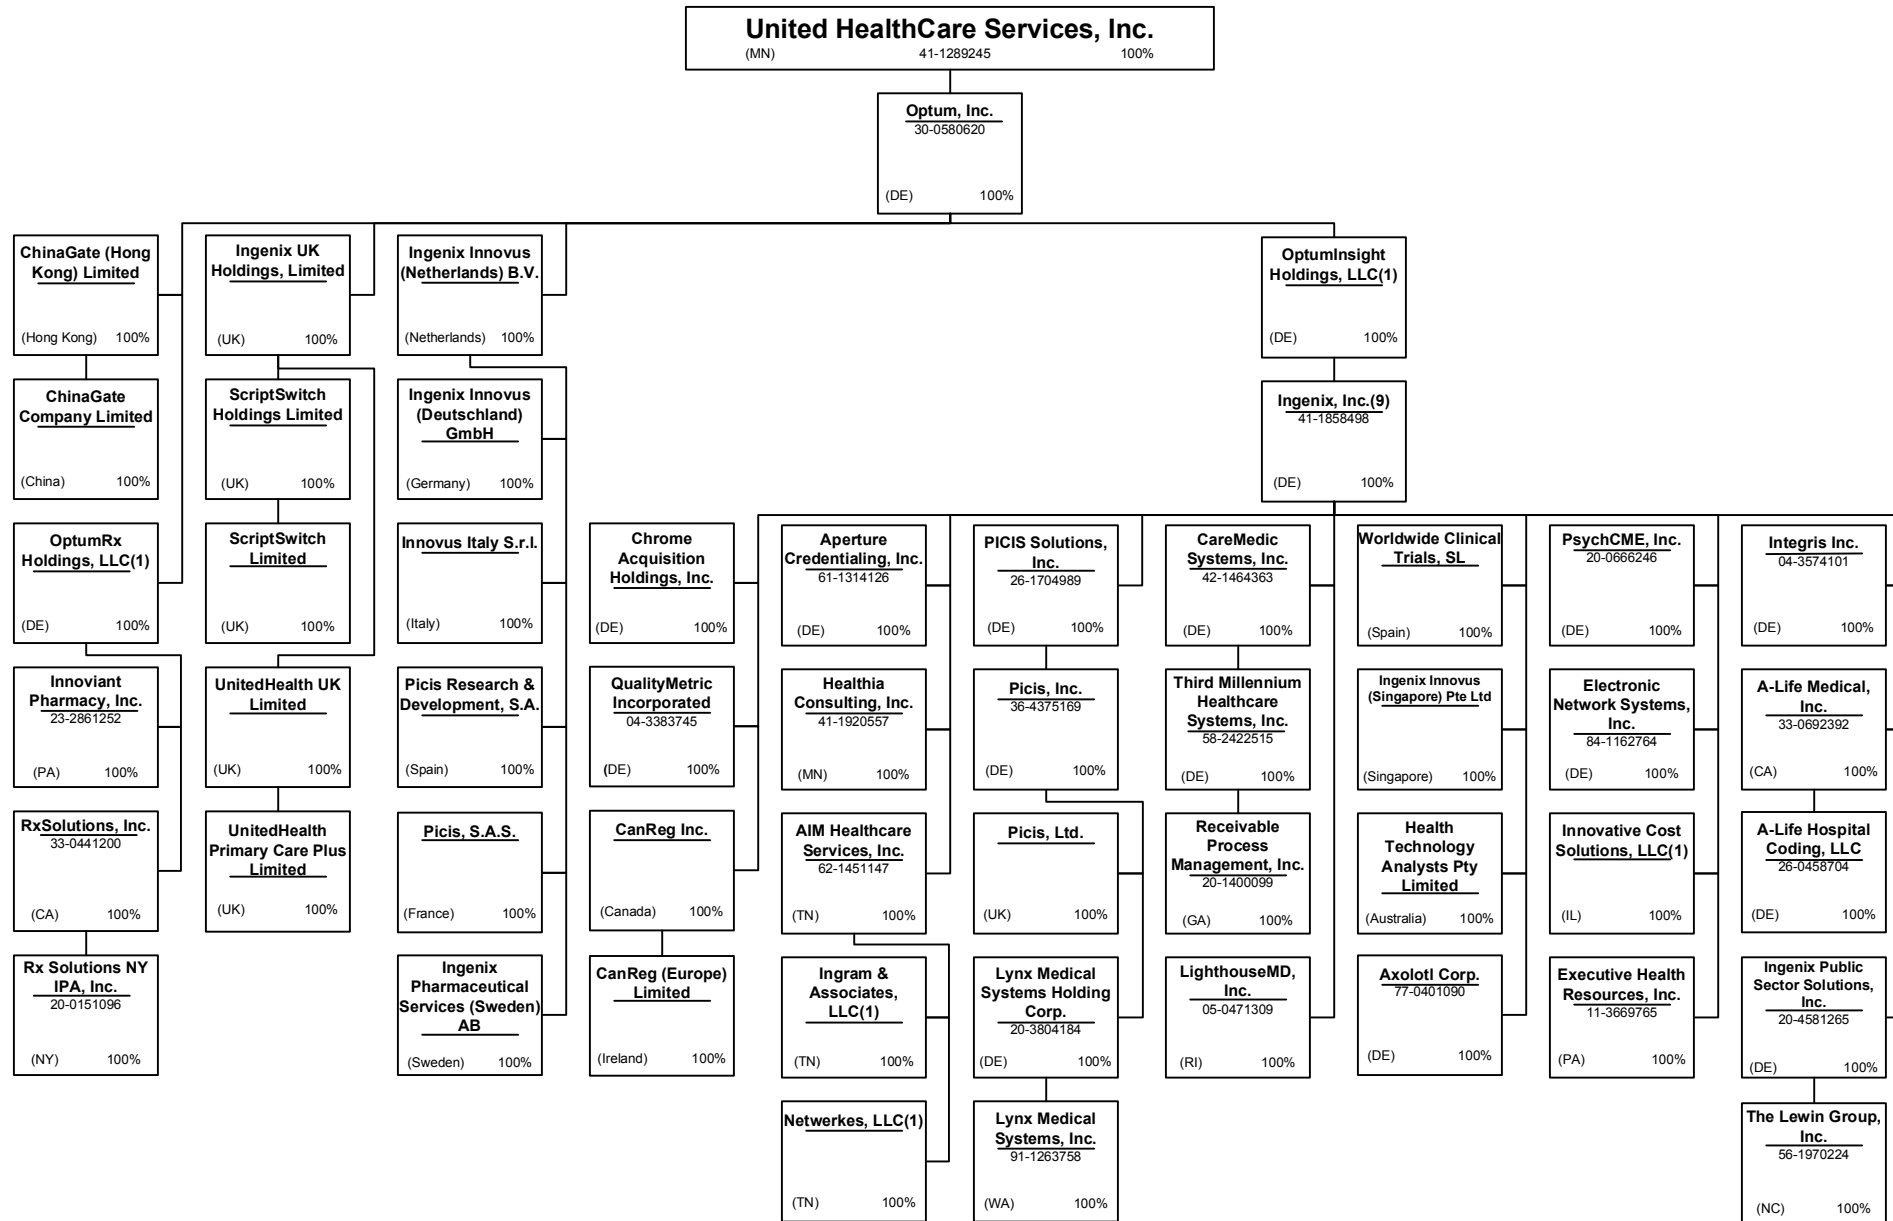 United HealthCare Services, Inc.
(MN) 41-1289245 100%
Optum, Inc.
30-0580620
(DE) 100%
ChinaGate (Hong
Kong) Limited
(Hong Kong) 100%
Ingenix UK
Holdings, Limited
(UK) 100%
Ingenix Innovus
(Netherlands) B.V.
(Netherlands) 100%
OptumInsight
Holdings, LLC(1)
(DE) 100%
ChinaGate
Company Limited
(China) 100%
ScriptSwitch
Holdings Limited
(UK) 100%
Ingenix Innovus
(Deutschland)
GmbH
(Germany) 100%
Ingenix, Inc.(9)
41-1858498
(DE) 100%
OptumRx
Holdings, LLC(1)
(DE) 100%
ScriptSwitch
Limited
(UK) 100%
Innovus Italy S.r.l.
(Italy) 100%
Chrome
Acquisition
Holdings, Inc.
(DE) 100%
Aperture
Credentialing, Inc.
61-1314126
(DE) 100%
PICIS Solutions,
Inc.
26-1704989
(DE) 100%
CareMedic
Systems, Inc.
42-1464363
(DE) 100%
Worldwide Clinical
Trials, SL
(Spain) 100%
PsychCME, Inc.
20-0666246
(DE) 100%
Integris Inc.
04-3574101
(DE) 100%
Innoviant
Pharmacy, Inc.
23-2861252
(PA) 100%
UnitedHealth UK
Limited
(UK) 100%
Picis Research &
Development, S.A.
(Spain) 100%
QualityMetric
Incorporated
04-3383745
(DE) 100%
Healthia
Consulting, Inc.
41-1920557
(MN) 100%
Picis, Inc.
36-4375169
(DE) 100%
Third Millennium
Healthcare
Systems, Inc.
58-2422515
(DE) 100%
Ingenix Innovus
(Singapore) Pte Ltd
(Singapore) 100%
Electronic
Network Systems,
Inc.
84-1162764
(DE) 100%
A-Life Medical,
Inc.
33-0692392
(CA) 100%
RxSolutions, Inc.
33-0441200
(CA) 100%
UnitedHealth
Primary Care Plus
Limited
(UK) 100%
Picis, S.A.S.
(France) 100%
CanReg Inc.
(Canada) 100%
AIM Healthcare
Services, Inc.
62-1451147
(TN) 100%
Picis, Ltd.
(UK) 100%
Receivable
Process
Management, Inc.
20-1400099
(GA) 100%
Health
Technology
Analysts Pty
Limited
(Australia) 100%
Innovative Cost
Solutions, LLC(1)
(IL) 100%
A-Life Hospital
Coding, LLC
26-0458704
(DE) 100%
Rx Solutions NY
IPA, Inc.
20-0151096
(NY) 100%
Ingenix
Pharmaceutical
Services (Sweden)
AB
(Sweden) 100%
CanReg (Europe)
Limited
(Ireland) 100%
Ingram &
Associates,
LLC(1)
(TN) 100%
Lynx Medical
Systems Holding
Corp.
20-3804184
(DE) 100%
LighthouseMD,
Inc.
05-0471309
(RI) 100%
Axolotl Corp.
77-0401090
(DE) 100%
Executive Health
Resources, Inc.
11-3669765
(PA) 100%
Ingenix Public
Sector Solutions,
Inc.
20-4581265
(DE) 100%
Netwerkes, LLC(1)
(TN) 100%
Lynx Medical
Systems, Inc.
91-1263758
(WA) 100%
The Lewin Group,
Inc.
56-1970224
(NC) 100%